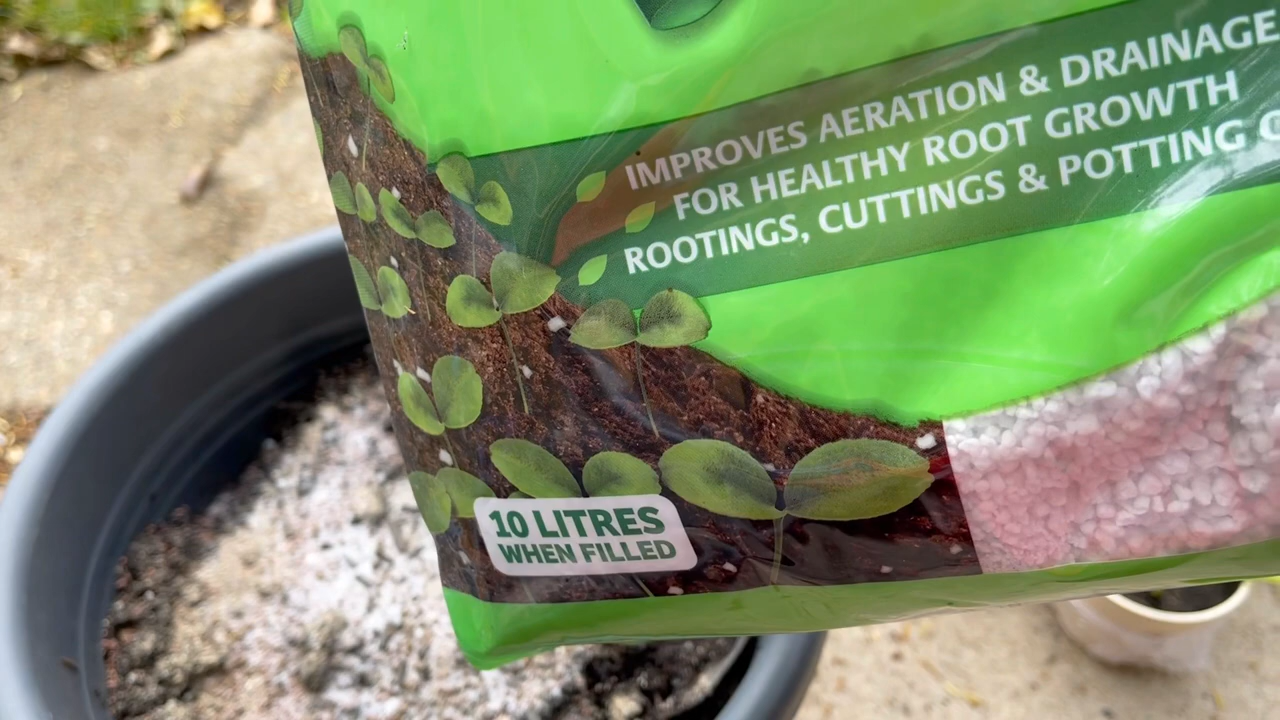 IMPROVES AERATION & DRAINAGE
FOR HEALTHY ROOT GROWTH
ROOTINGS, CUTTINGS & POTTING
10 LITRES
WHEN FILLED